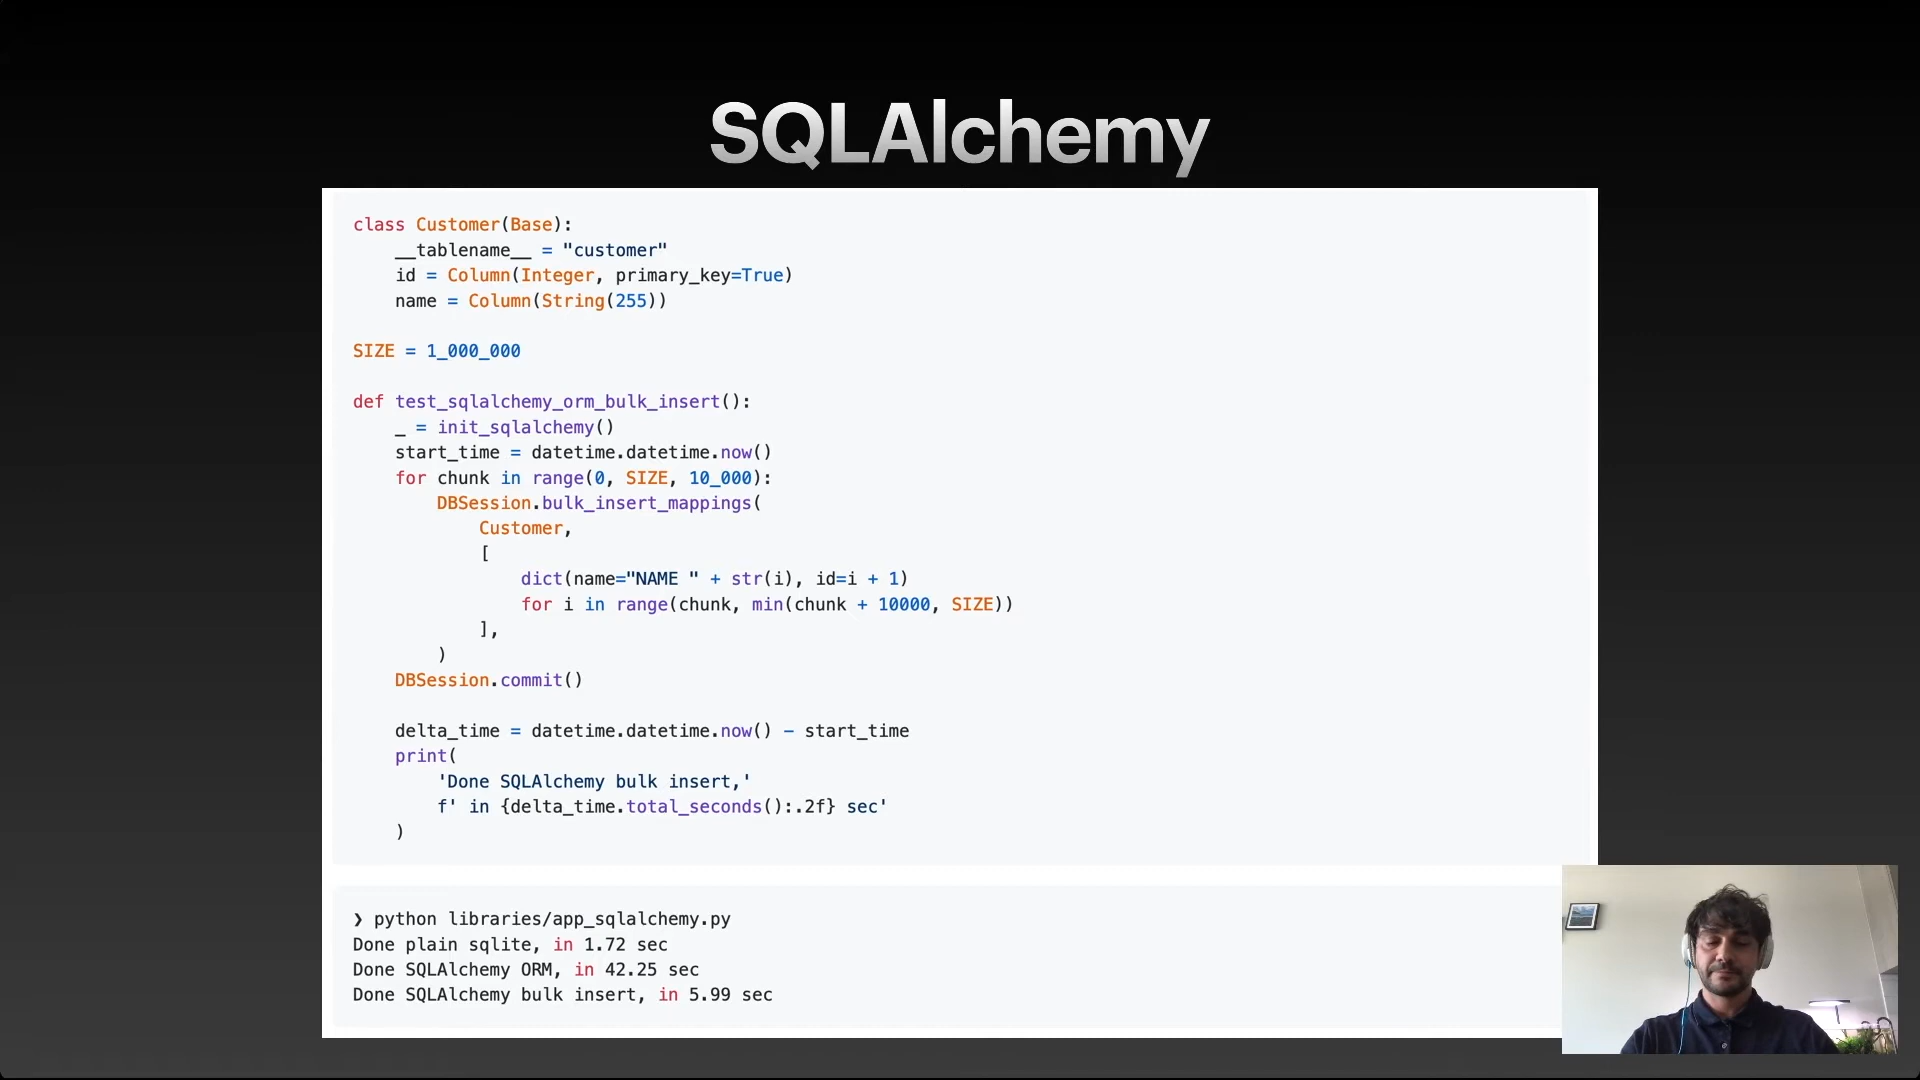 SQLAlchemy
class Customer(Base):
    __tablename__ = "customer"
    id = Column(Integer, primary_key=True)
    name = Column(String(255))
SIZE = 1_000_000
def test_sqlalchemy_orm_bulk_insert():
    _ = init_sqlalchemy()
    start_time = datetime.datetime.now()
    for chunk in range(0, SIZE, 10_000):
        DBSession.bulk_insert_mappings(
            Customer,
            [
                dict(name="NAME " + str(i), id=i + 1)
                for i in range(chunk, min(chunk + 10000, SIZE))
            ],
        )
    DBSession.commit()
    delta_time = datetime.datetime.now() - start_time
    print(
        'Done SQLAlchemy bulk insert,'
        f' in {delta_time.total_seconds():.2f} sec'
    )
❯ python libraries/app_sqlalchemy.py
Done plain sqlite, in 1.72 sec
Done SQLAlchemy ORM, in 42.25 sec
Done SQLAlchemy bulk insert, in 5.99 sec